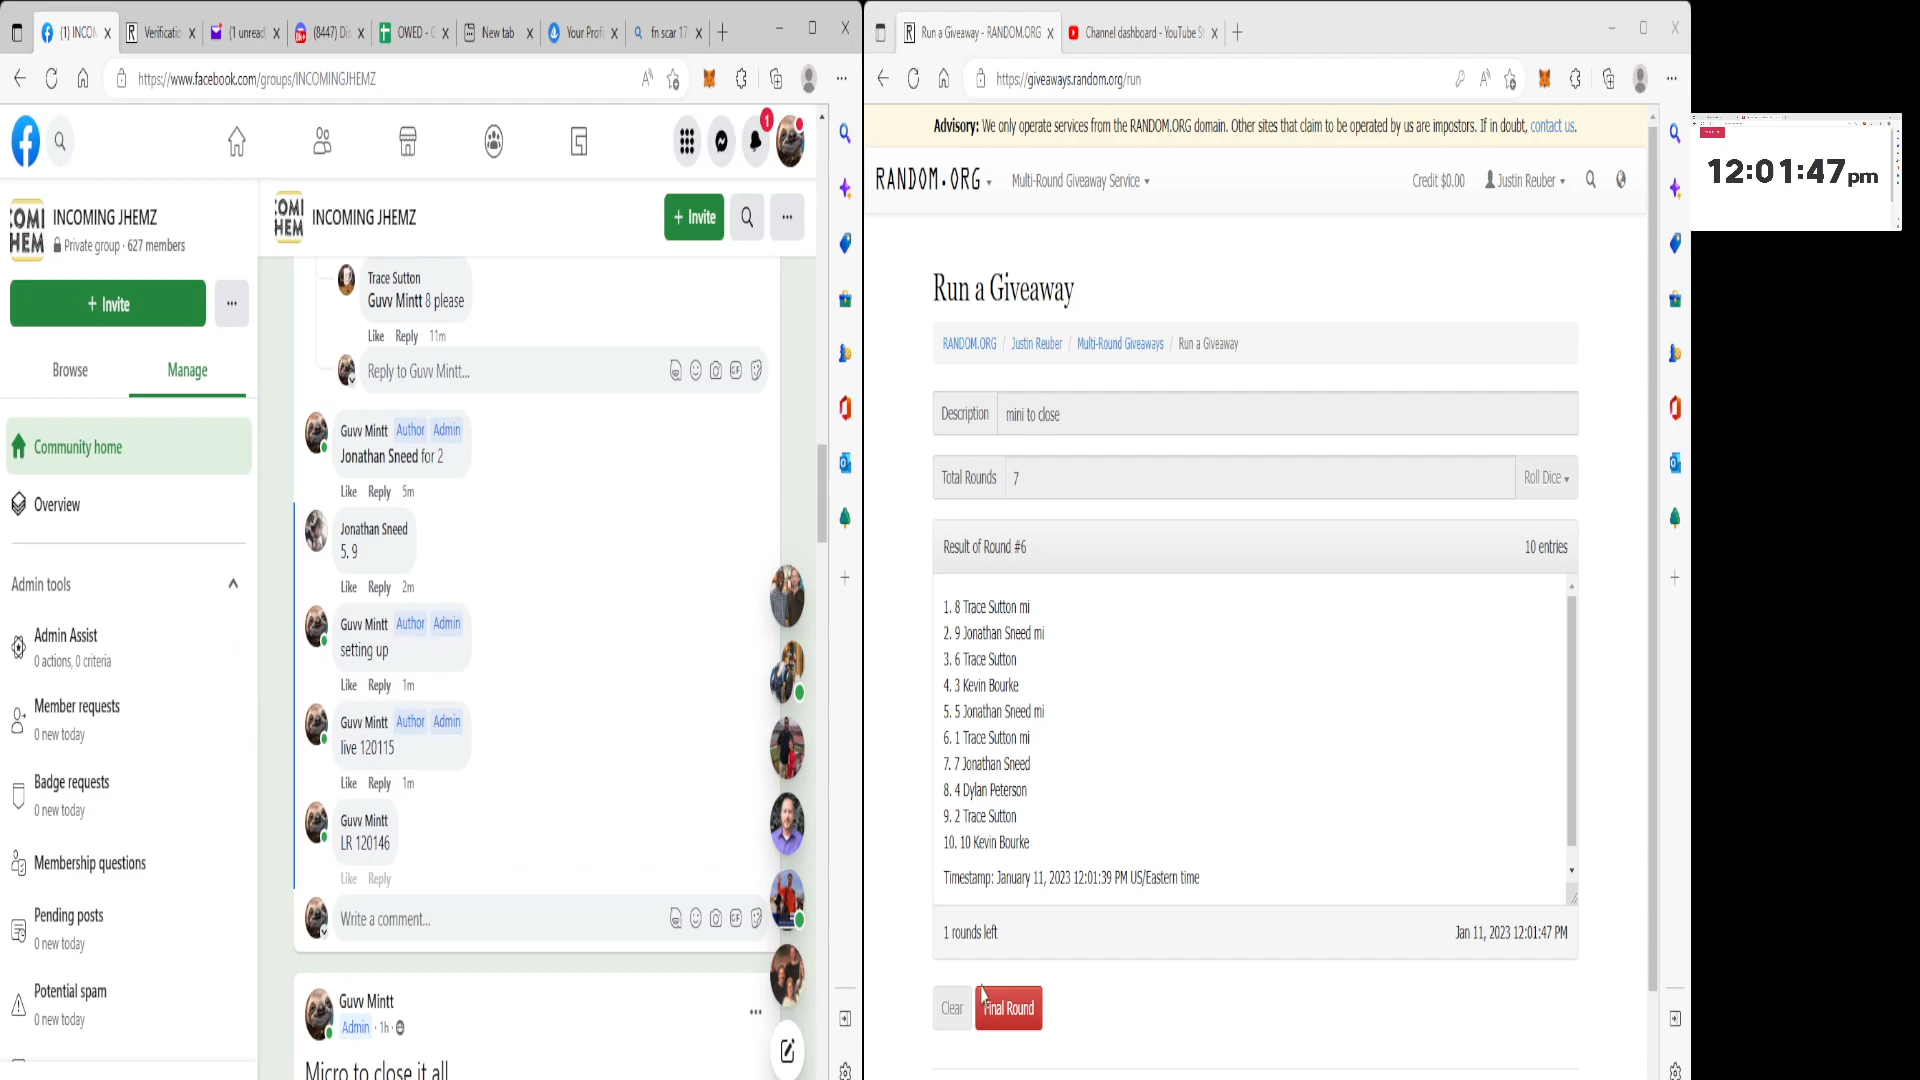 (1) INCOM
Verificatio
(1 unread
(8447) Di
OWED - G
New tab
Your Profi
fn scar 17
https://www.facebook.com/groups/INCOMINGJHEMZ
1
INCOMING JHEMZ
Private group · 627 members
+ Invite
Browse
Manage
Community home
Overview
Admin tools
Admin Assist
0 actions, 0 criteria
Member requests
0 new today
Badge requests
0 new today
Membership questions
Pending posts
0 new today
Potential spam
0 new today
INCOMING JHEMZ
+ Invite
Trace Sutton
Guvv Mintt 8 please
Like Reply 11m
Reply to Guvv Mintt...
Guvv Mintt Author Admin
Jonathan Sneed for 2
Like Reply 5m
Jonathan Sneed
5, 9
Like Reply 2m
Guvv Mintt Author Admin
setting up
Like Reply 1m
Guvv Mintt Author Admin
live 120115
Like Reply 1m
Guvv Mintt
LR 120146
Like Reply
Write a comment...
Guvv Mintt
Admin · 1h ·
Micro to close it all
Run a Giveaway - RANDOM.ORG
Channel dashboard - YouTube St
https://giveaways.random.org/run
Advisory: We only operate services from the RANDOM.ORG domain. Other sites that claim to be operated by us are impostors. If in doubt, contact us.
RANDOM.ORG
Multi-Round Giveaway Service
Credit $0.00
Justin Reuber
Run a Giveaway
RANDOM.ORG / Justin Reuber / Multi-Round Giveaways / Run a Giveaway
Description mini to close
Total Rounds 7 Roll Dice
Result of Round #6 10 entries
1. 8 Trace Sutton mi
2. 9 Jonathan Sneed mi
3. 6 Trace Sutton
4. 3 Kevin Bourke
5. 5 Jonathan Sneed mi
6. 1 Trace Sutton mi
7. 7 Jonathan Sneed
8. 4 Dylan Peterson
9. 2 Trace Sutton
10. 10 Kevin Bourke
Timestamp: January 11, 2023 12:01:39 PM US/Eastern time
1 rounds left Jan 11, 2023 12:01:47 PM
Clear Final Round
12:01:47pm